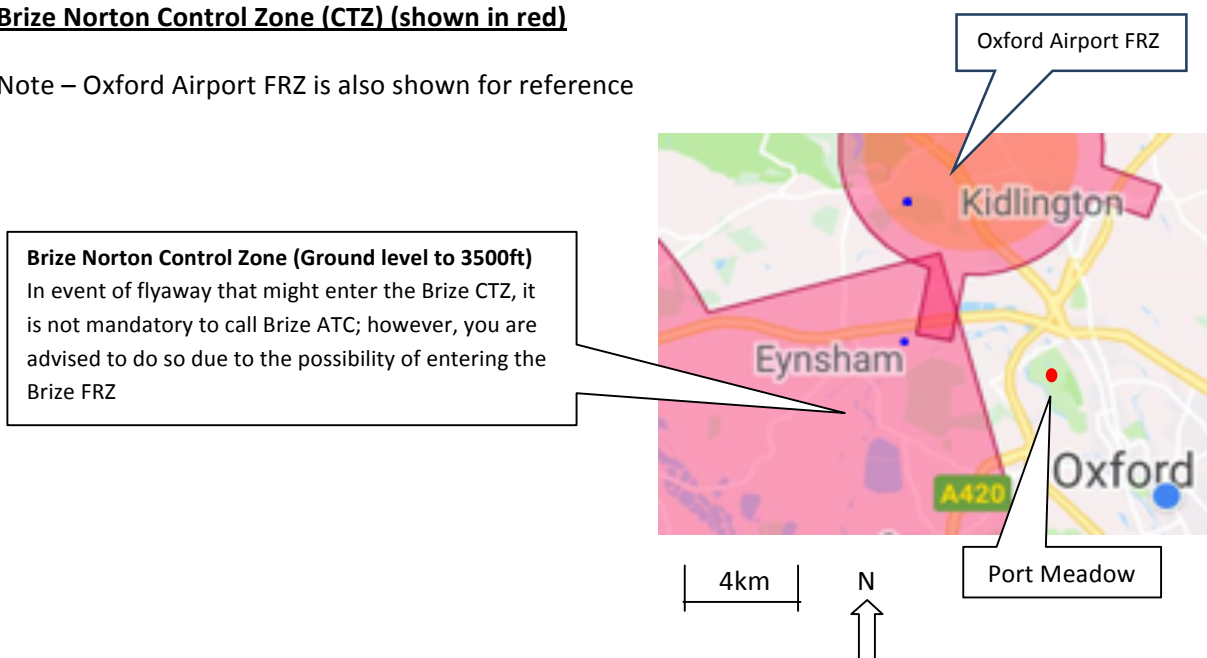 Brize Norton Control Zone (CTZ) (shown in red)
Note – Oxford Airport FRZ is also shown for reference
Oxford Airport FRZ
Kidlington
Brize Norton Control Zone (Ground level to 3500ft)
In event of flyaway that might enter the Brize CTZ, it
is not mandatory to call Brize ATC; however, you are
advised to do so due to the possibility of entering the
Brize FRZ
Eynsham
A420
Oxford
Port Meadow
4km
N